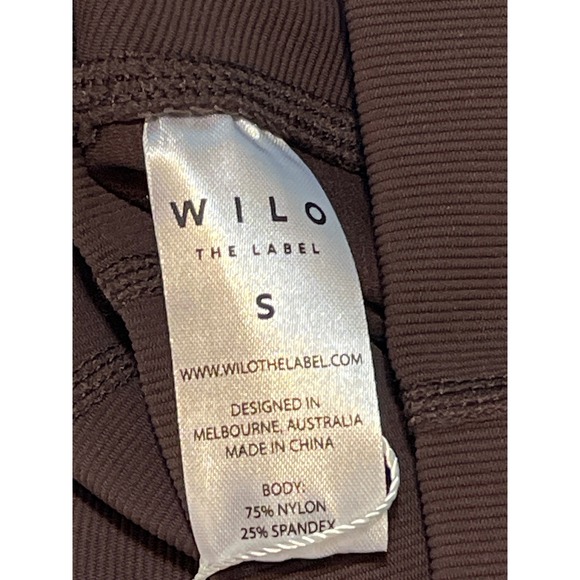 WILO
THE LABEL
S
WWW.WILOTHELABEL.COM
DESIGNED IN
MELBOURNE, AUSTRALIA
MADE IN CHINA
BODY:
75% NYLON
25% SPANDEX